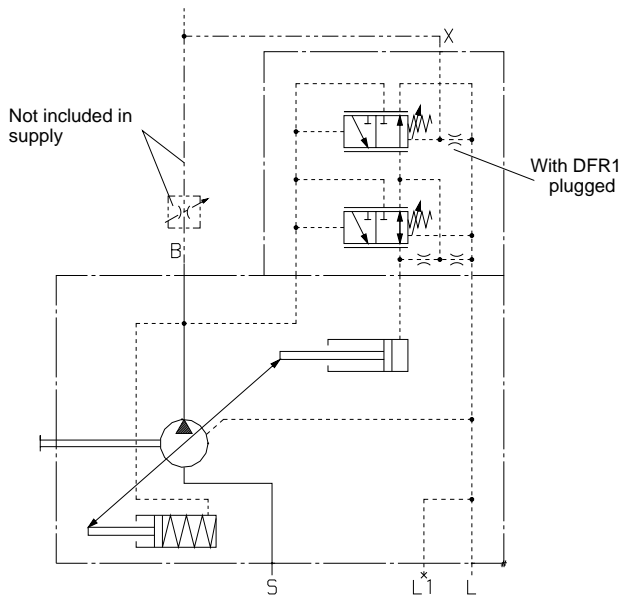 X
Not included in
supply
With DFR1
plugged
B
S
L1
L